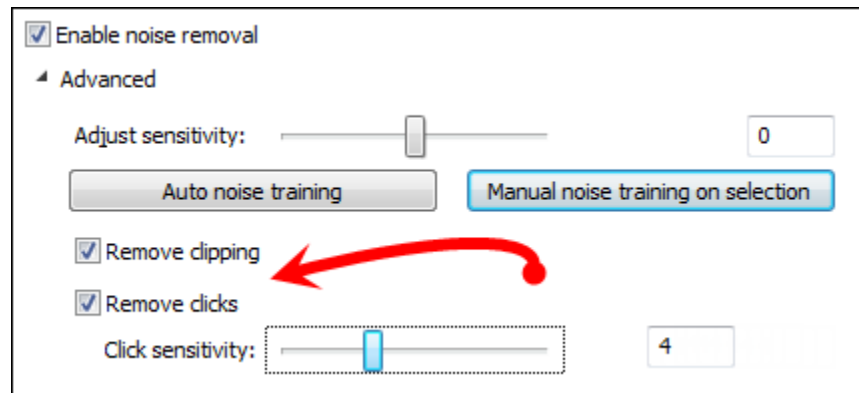 Enable noise removal
Advanced
Adjust sensitivity: 0
Auto noise training Manual noise training on selection
Remove clipping
Remove clicks
Click sensitivity: 4